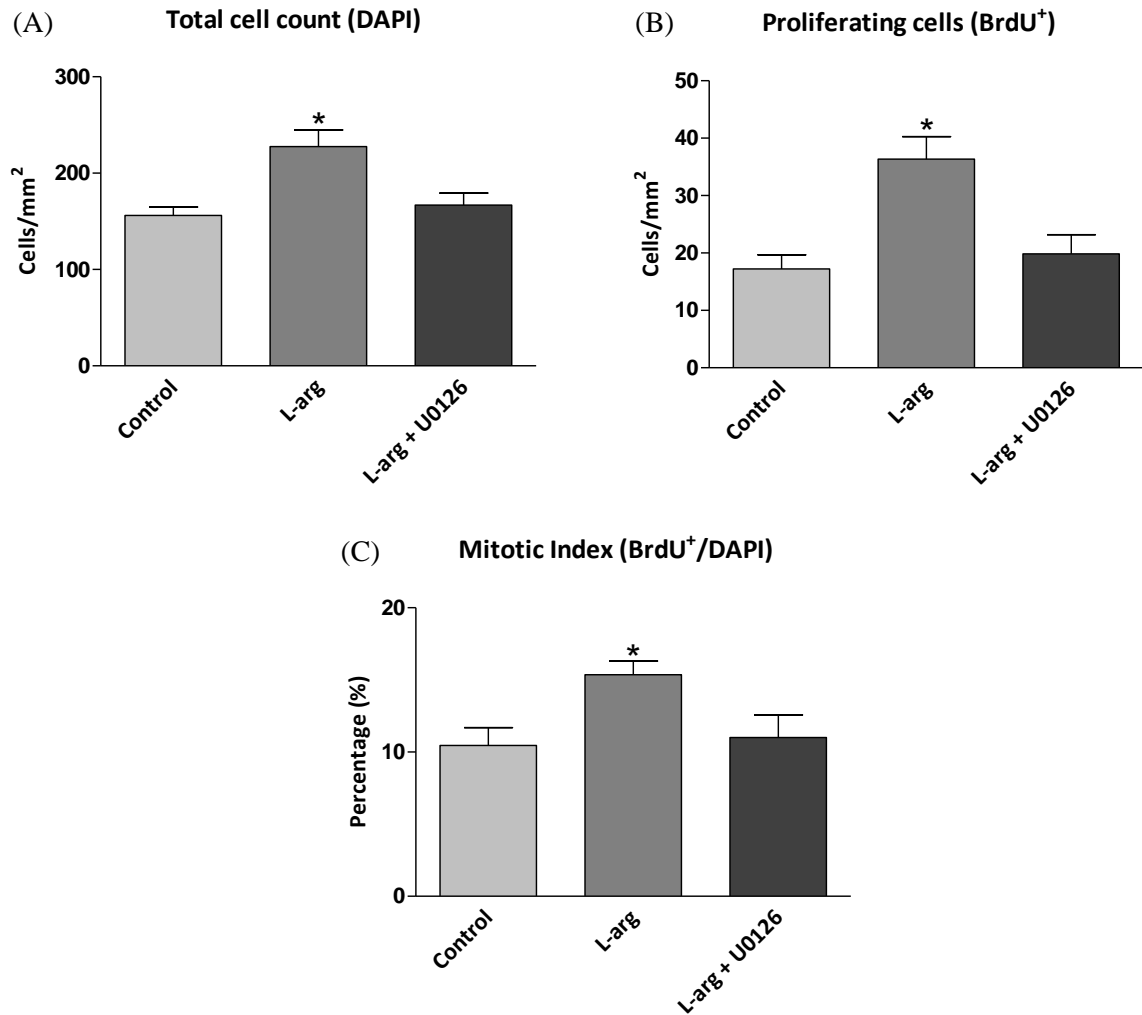 (A) Total cell count (DAPI)
300
200
100
0
Cells/mm²
*
Control
L-arg
L-arg + U0126
(B) Proliferating cells (BrdU⁺)
50
40
30
20
10
0
Cells/mm²
*
Control
L-arg
L-arg + U0126
(C) Mitotic Index (BrdU⁺/DAPI)
20
10
0
Percentage (%)
*
Control
L-arg
L-arg + U0126